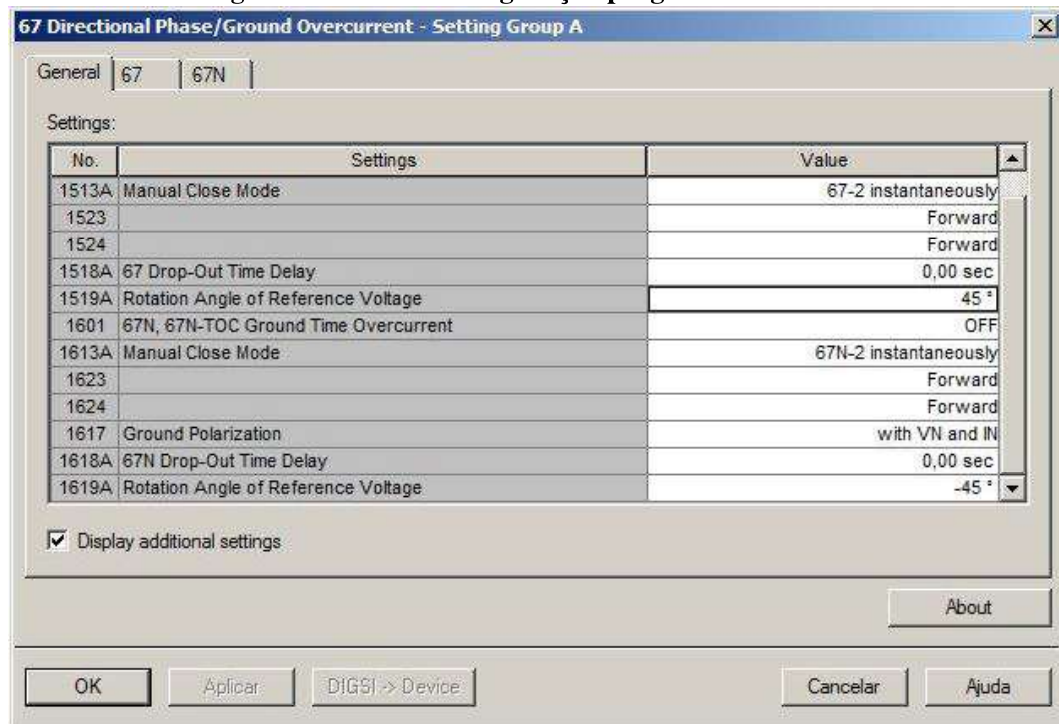 67 Directional Phase/Ground Overcurrent - Setting Group A
General 67 67N
Settings:
No. Settings Value
1513A Manual Close Mode 67-2 instantaneously
1523 Forward
1524 Forward
1518A 67 Drop-Out Time Delay 0,00 sec
1519A Rotation Angle of Reference Voltage 45 °
1601 67N, 67N-TOC Ground Time Overcurrent OFF
1613A Manual Close Mode 67N-2 instantaneously
1623 Forward
1624 Forward
1617 Ground Polarization with VN and IN
1618A 67N Drop-Out Time Delay 0,00 sec
1619A Rotation Angle of Reference Voltage -45 °
Display additional settings
About
OK Aplicar DIGSI -> Device Cancelar Ajuda